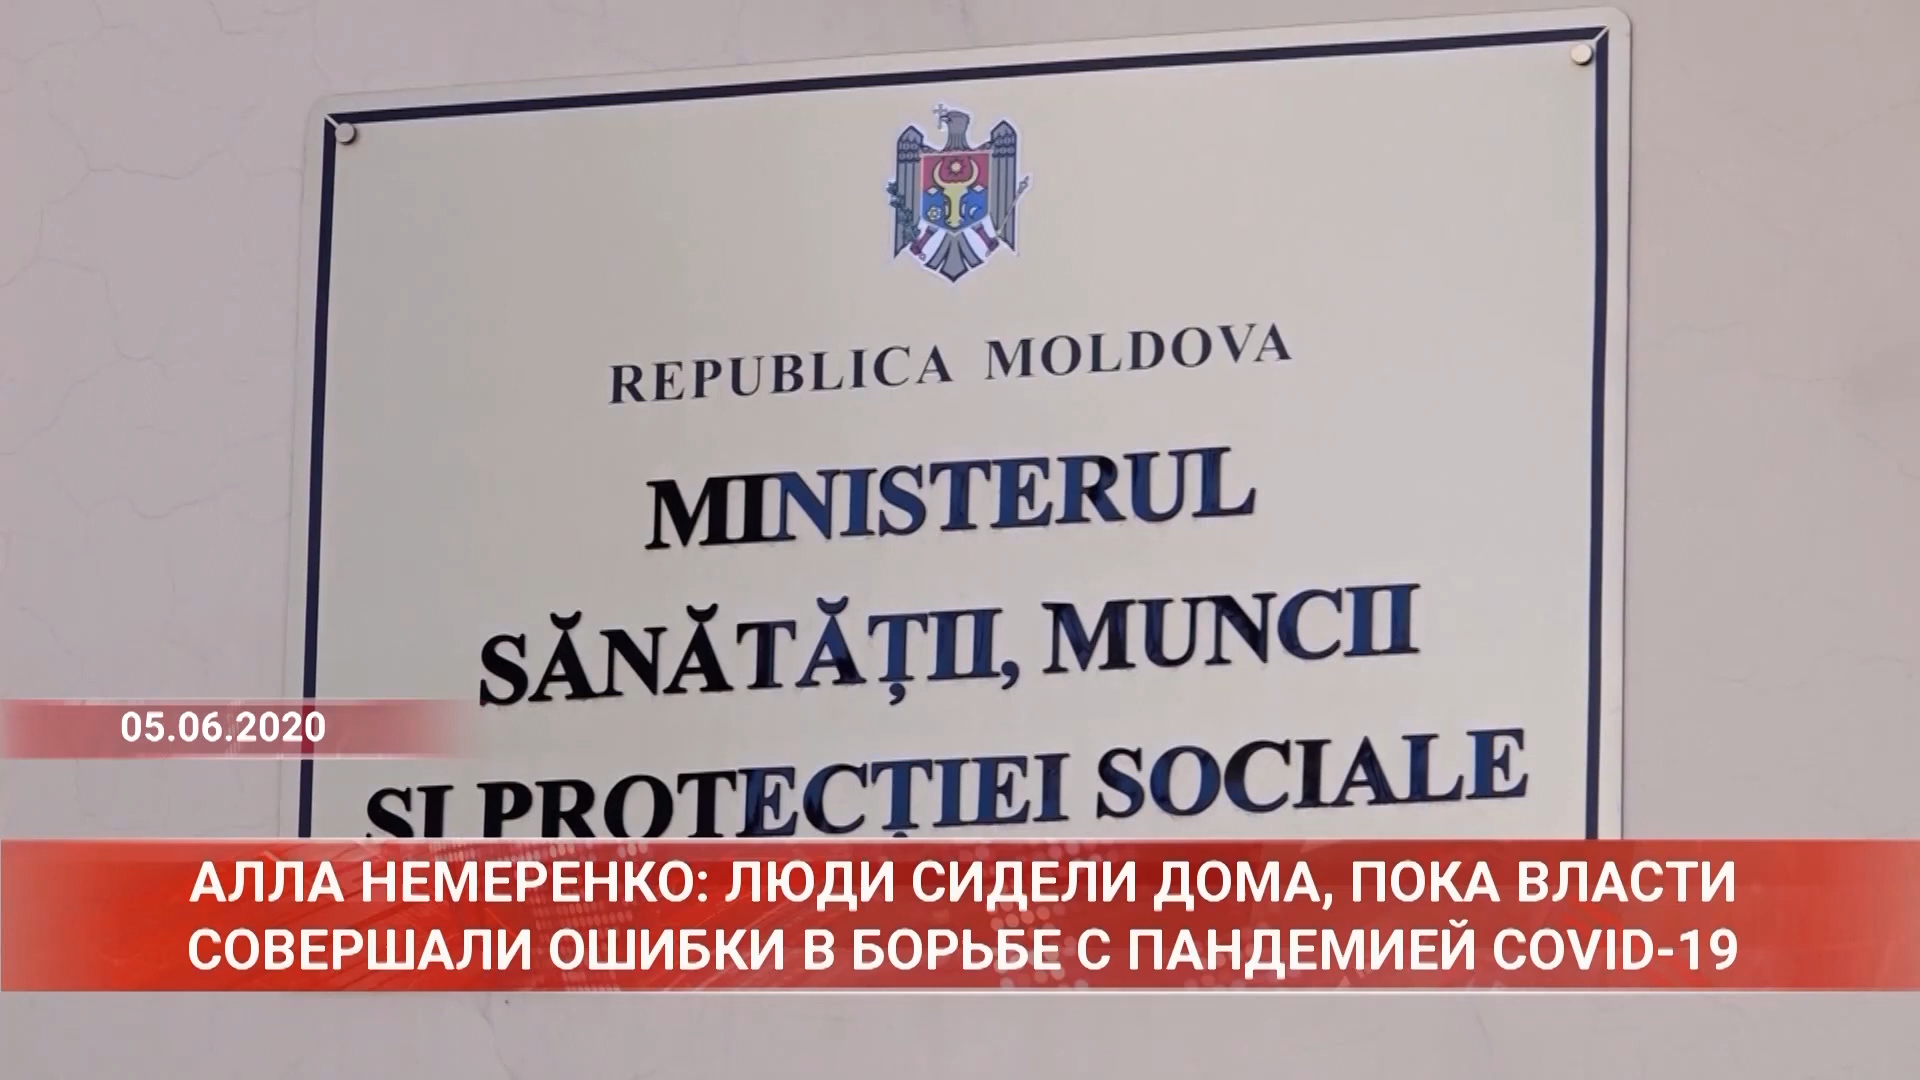 REPUBLICA MOLDOVA
MINISTERUL
SĂNĂTĂȚII, MUNCII
ȘI PROTECȚIEI SOCIALE
05.06.2020
АЛЛА НЕМЕРЕНКО: ЛЮДИ СИДЕЛИ ДОМА, ПОКА ВЛАСТИ
СОВЕРШАЛИ ОШИБКИ В БОРЬБЕ С ПАНДЕМИЕЙ COVID-19